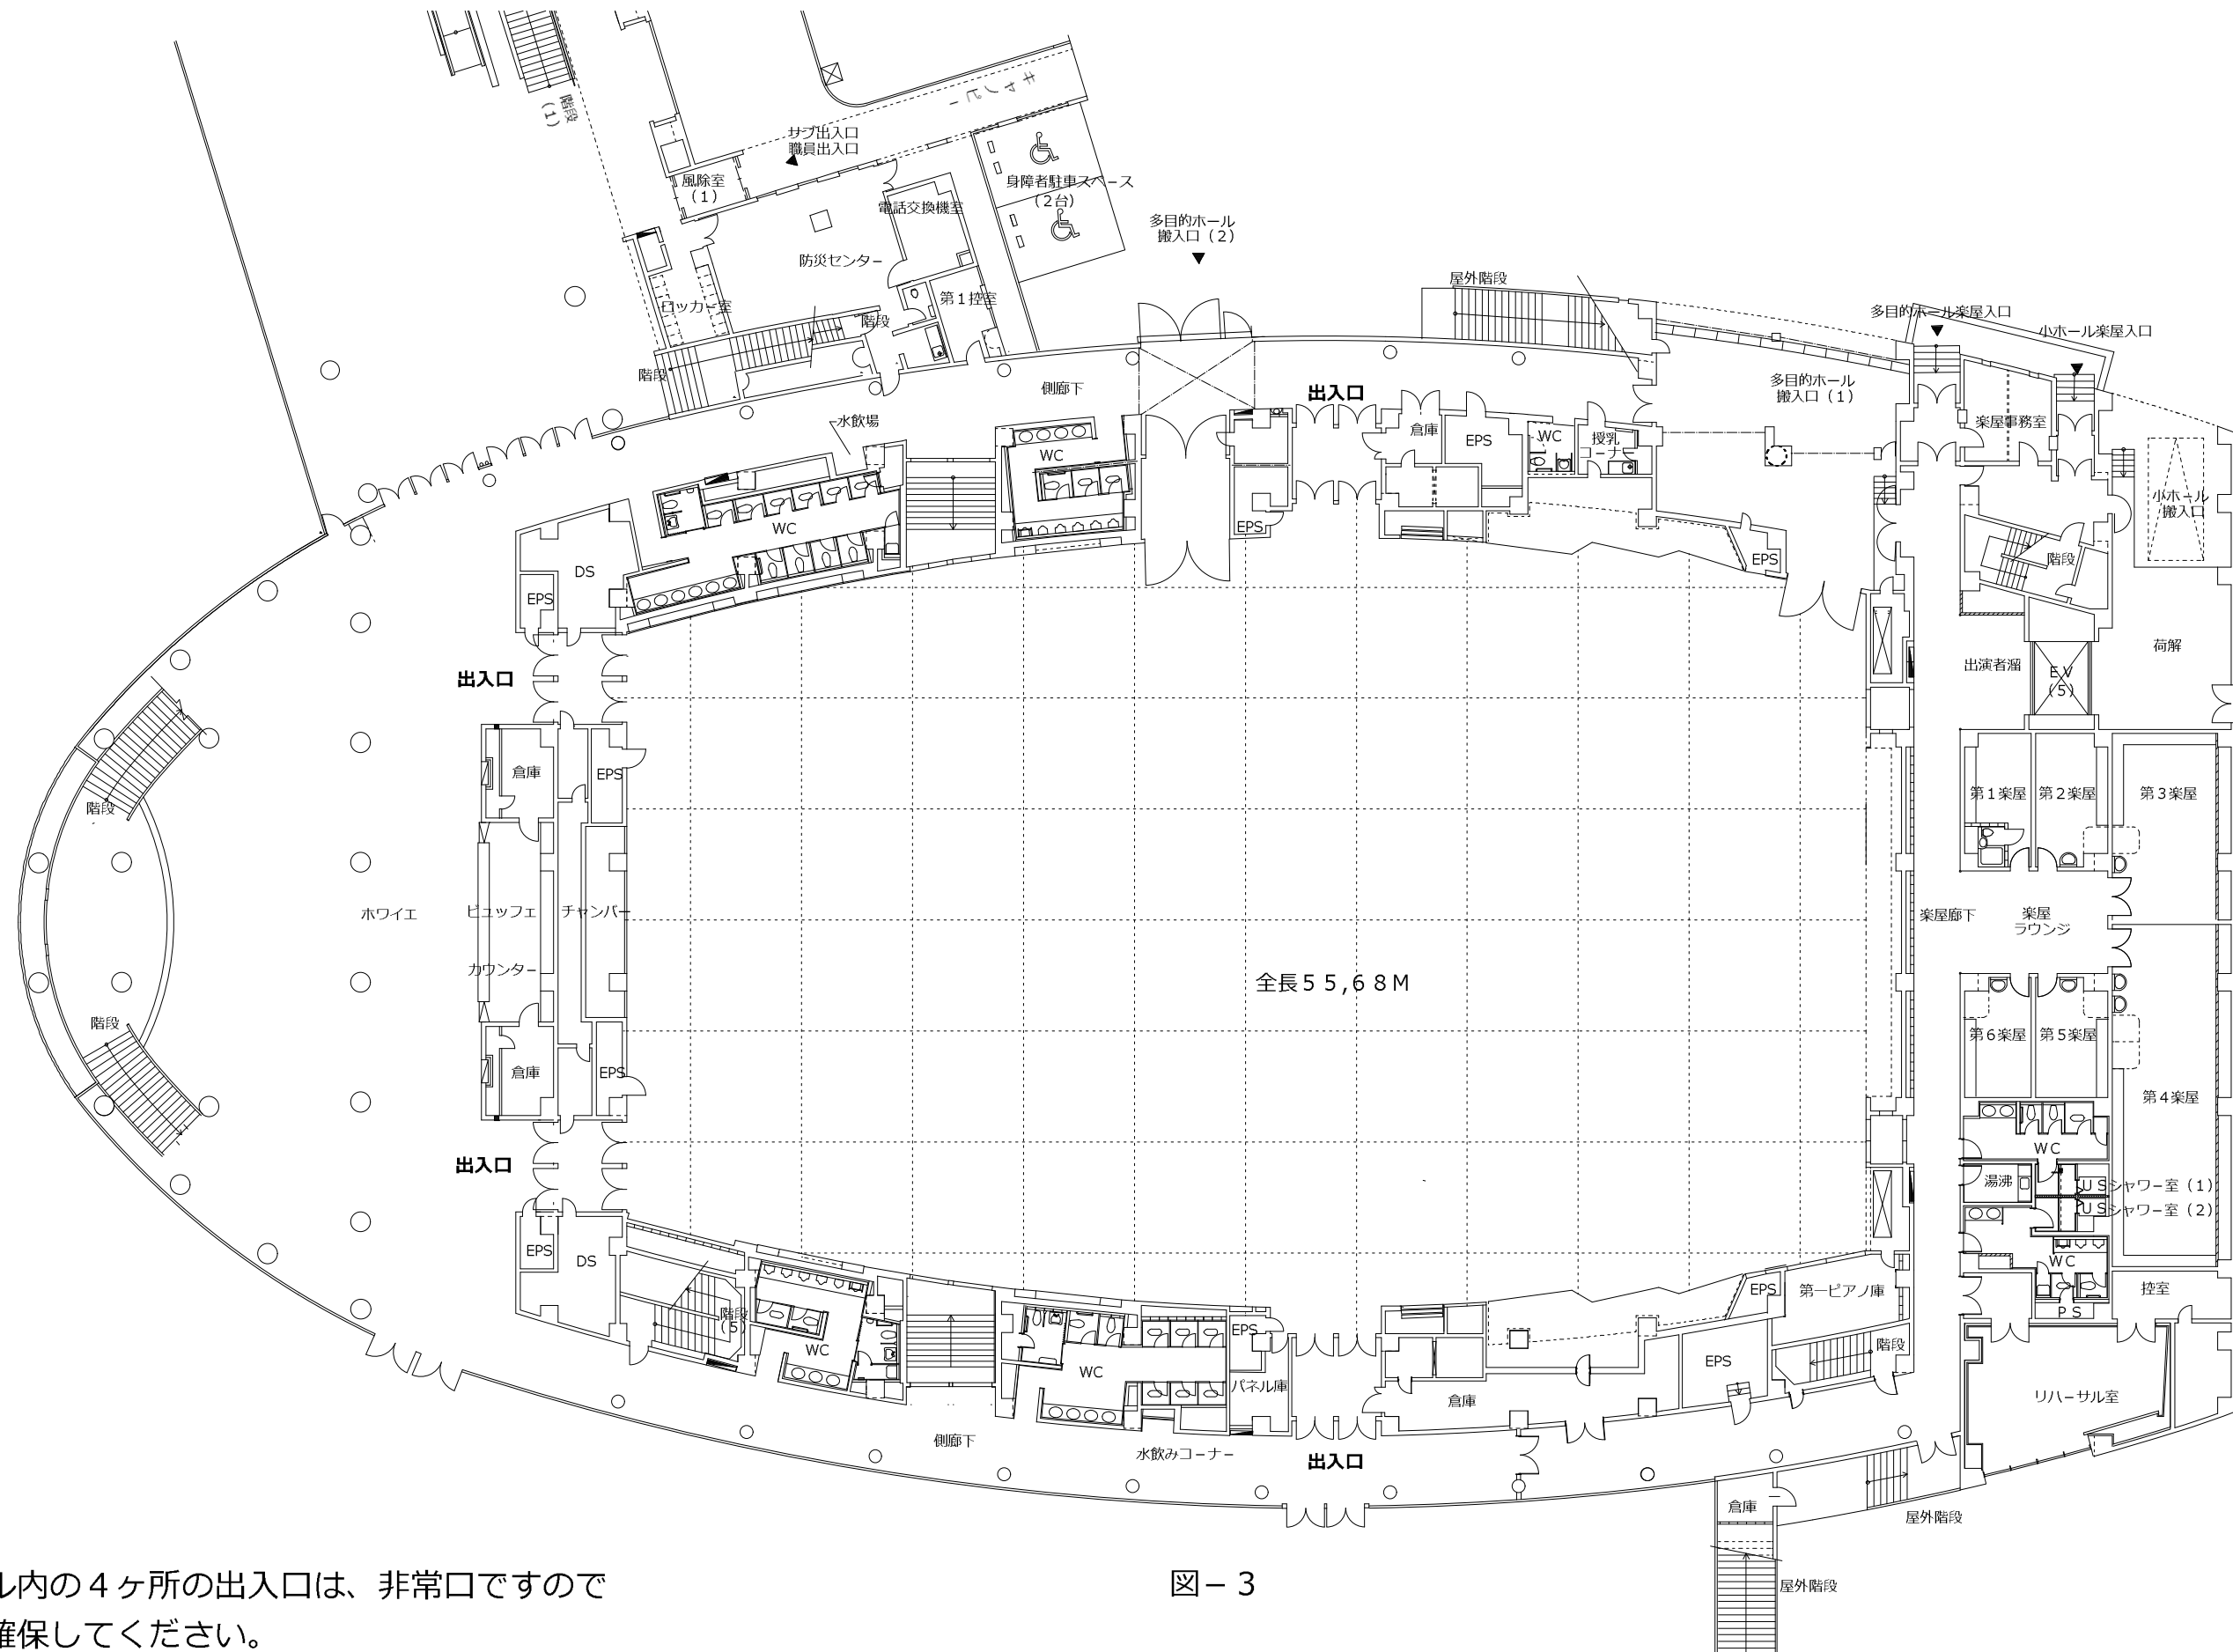 階段
(1)
キャノピー
サブ出入口
職員出入口
風除室
(1)
電話交換機室
身障者駐車スペース
(2台)
多目的ホール
搬入口(2)
防災センター
ロッカー室
第1控室
階段
階段
屋外階段
多目的ホール楽屋入口
小ホール楽屋入口
側廊下
出入口
多目的ホール
搬入口(1)
水飲場
WC
倉庫
EPS
WC
授乳
コーナー
楽屋事務室
小ホール
搬入口
WC
EPS
EPS
階段
DS
EPS
荷解
出入口
出演者溜
EV
(5)
倉庫
EPS
階段
第1楽屋
第2楽屋
第3楽屋
ホワイエ
ビュッフェ
カウンター
チャンバー
楽屋廊下
楽屋
ラウンジ
全長55,68M
階段
倉庫
EPS
第6楽屋
第5楽屋
第4楽屋
出入口
WC
湯沸
USシャワー室(1)
USシャワー室(2)
EPS
DS
WC
階段
(5)
EPS
第一ピアノ庫
控室
PS
WC
EPS
WC
パネル庫
倉庫
EPS
階段
リハーサル室
側廊下
水飲みコーナー
出入口
倉庫
屋外階段
屋外階段
ル内の4ヶ所の出入口は、非常口ですので
確保してください。
図-3